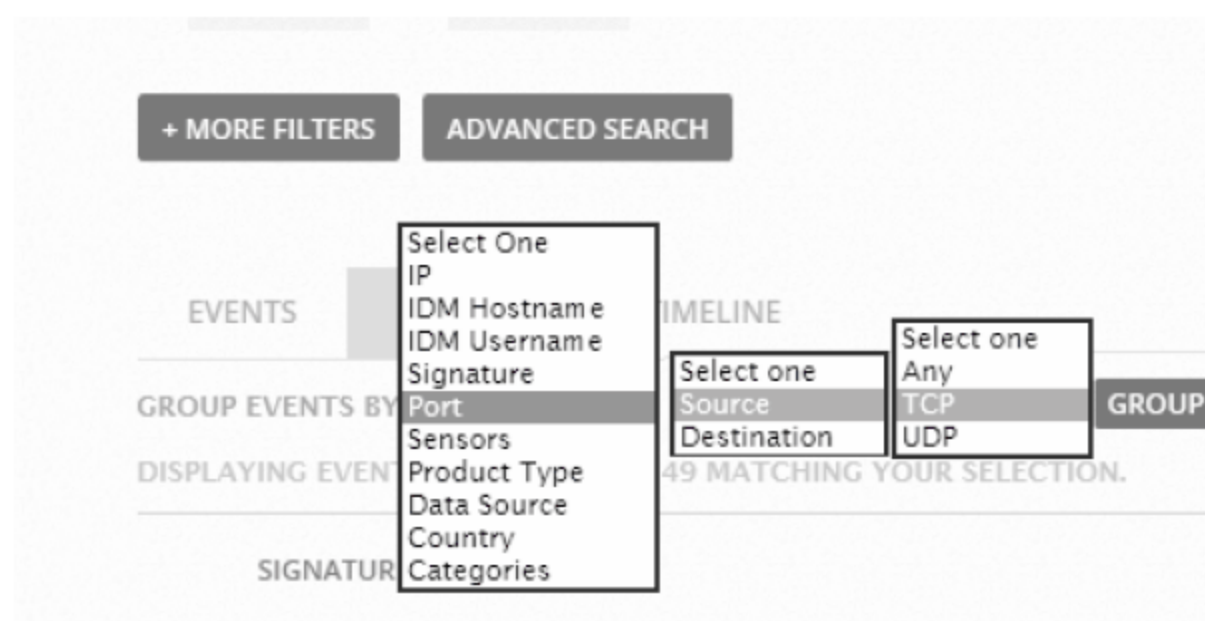 + MORE FILTERS
ADVANCED SEARCH
EVENTS
IMELINE
Select One
IP
IDM Hostname
IDM Username
Signature
Port
Sensors
Product Type
Data Source
Country
Categories
Select one
Source
Destination
Select one
Any
TCP
UDP
GROUP EVENTS BY
GROUP
DISPLAYING EVEN
49 MATCHING YOUR SELECTION.
SIGNATUR